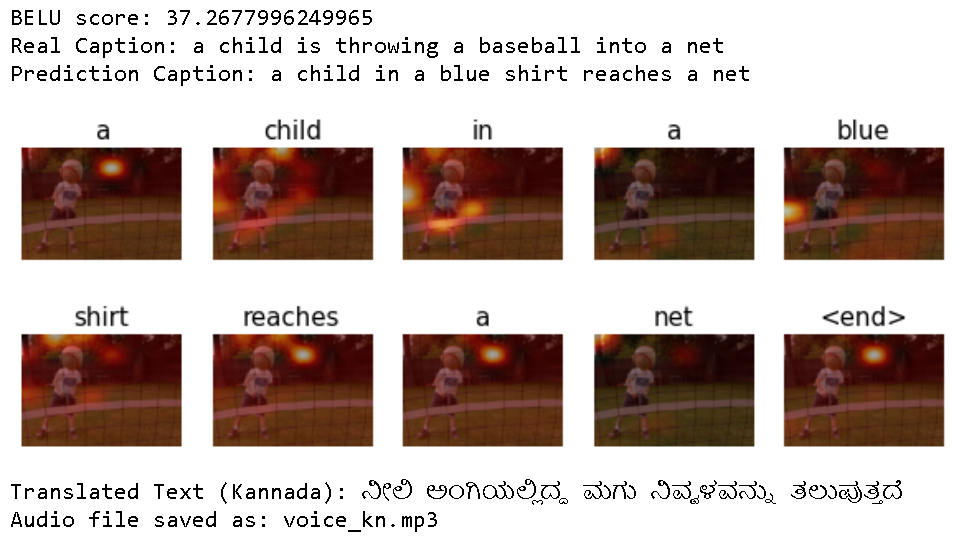 BELU score: 37.2677996249965
Real Caption: a child is throwing a baseball into a net
Prediction Caption: a child in a blue shirt reaches a net
a child in a blue
shirt reaches a net <end>
Translated Text (Kannada): ನೀಲಿ ಅಂಗಿಯಲ್ಲಿದ್ದ ಮಗು ನಿವ್ವಳವನ್ನು ತಲುಪುತ್ತದೆ
Audio file saved as: voice_kn.mp3